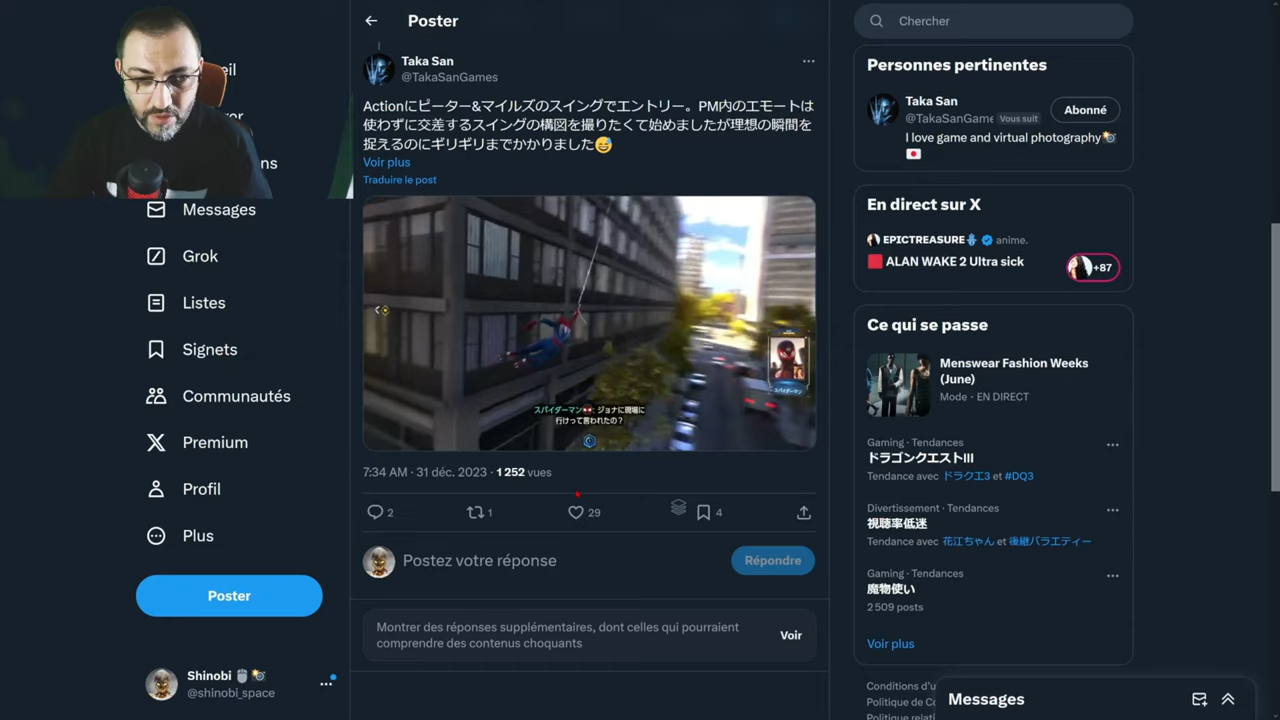 Poster
Chercher
Taka San
@TakaSanGames
Actionにピーター&マイルズのスイングでエントリー。PM内のエモートは
使わずに交差するスイングの構図を撮りたくて始めましたが理想の瞬間を
捉えるのにギリギリまでかかりました😅
Voir plus
Traduire le post
スパイダーマン
スパイダーマン: ジョナに現場に
行けって言われたの？
7:34 AM · 31 déc. 2023 · 1 252 vues
2
1
29
4
Postez votre réponse
Répondre
Montrer des réponses supplémentaires, dont celles qui pourraient
comprendre des contenus choquants
Voir
Messages
Grok
Listes
Signets
Communautés
Premium
Profil
Plus
Poster
Shinobi
@shinobi_space
Personnes pertinentes
Taka San
@TakaSanGame
Vous suit
Abonné
I love game and virtual photography📸
🇯🇵
En direct sur X
EPICTREASURE anime.
ALAN WAKE 2 Ultra sick
+87
Ce qui se passe
Menswear Fashion Weeks
(June)
Mode · EN DIRECT
Gaming · Tendances
ドラゴンクエストIII
Tendance avec ドラクエ3 et #DQ3
Divertissement · Tendances
視聴率低迷
Tendance avec 花江ちゃん et 後継バラエティー
Gaming · Tendances
魔物使い
2 509 posts
Voir plus
Conditions d'u
Politique de Co
Messages